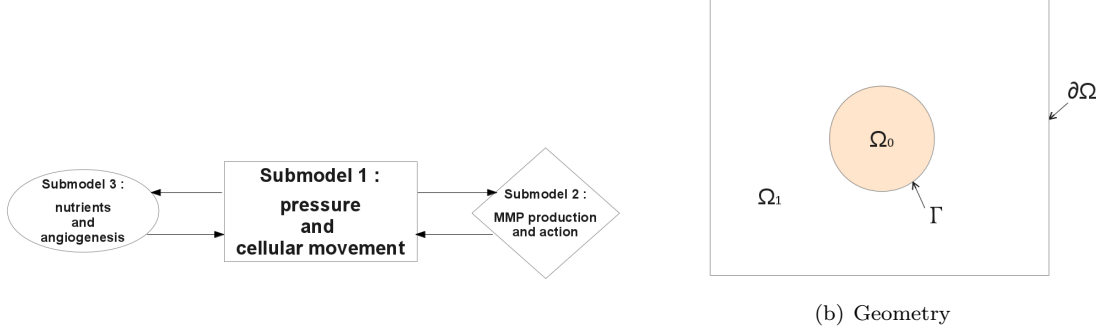 Submodel 3 :
nutrients
and
angiogenesis
Submodel 1 :
pressure
and
cellular movement
Submodel 2 :
MMP production
and action
∂Ω
Ω₀
Ω₁
Γ
(b) Geometry